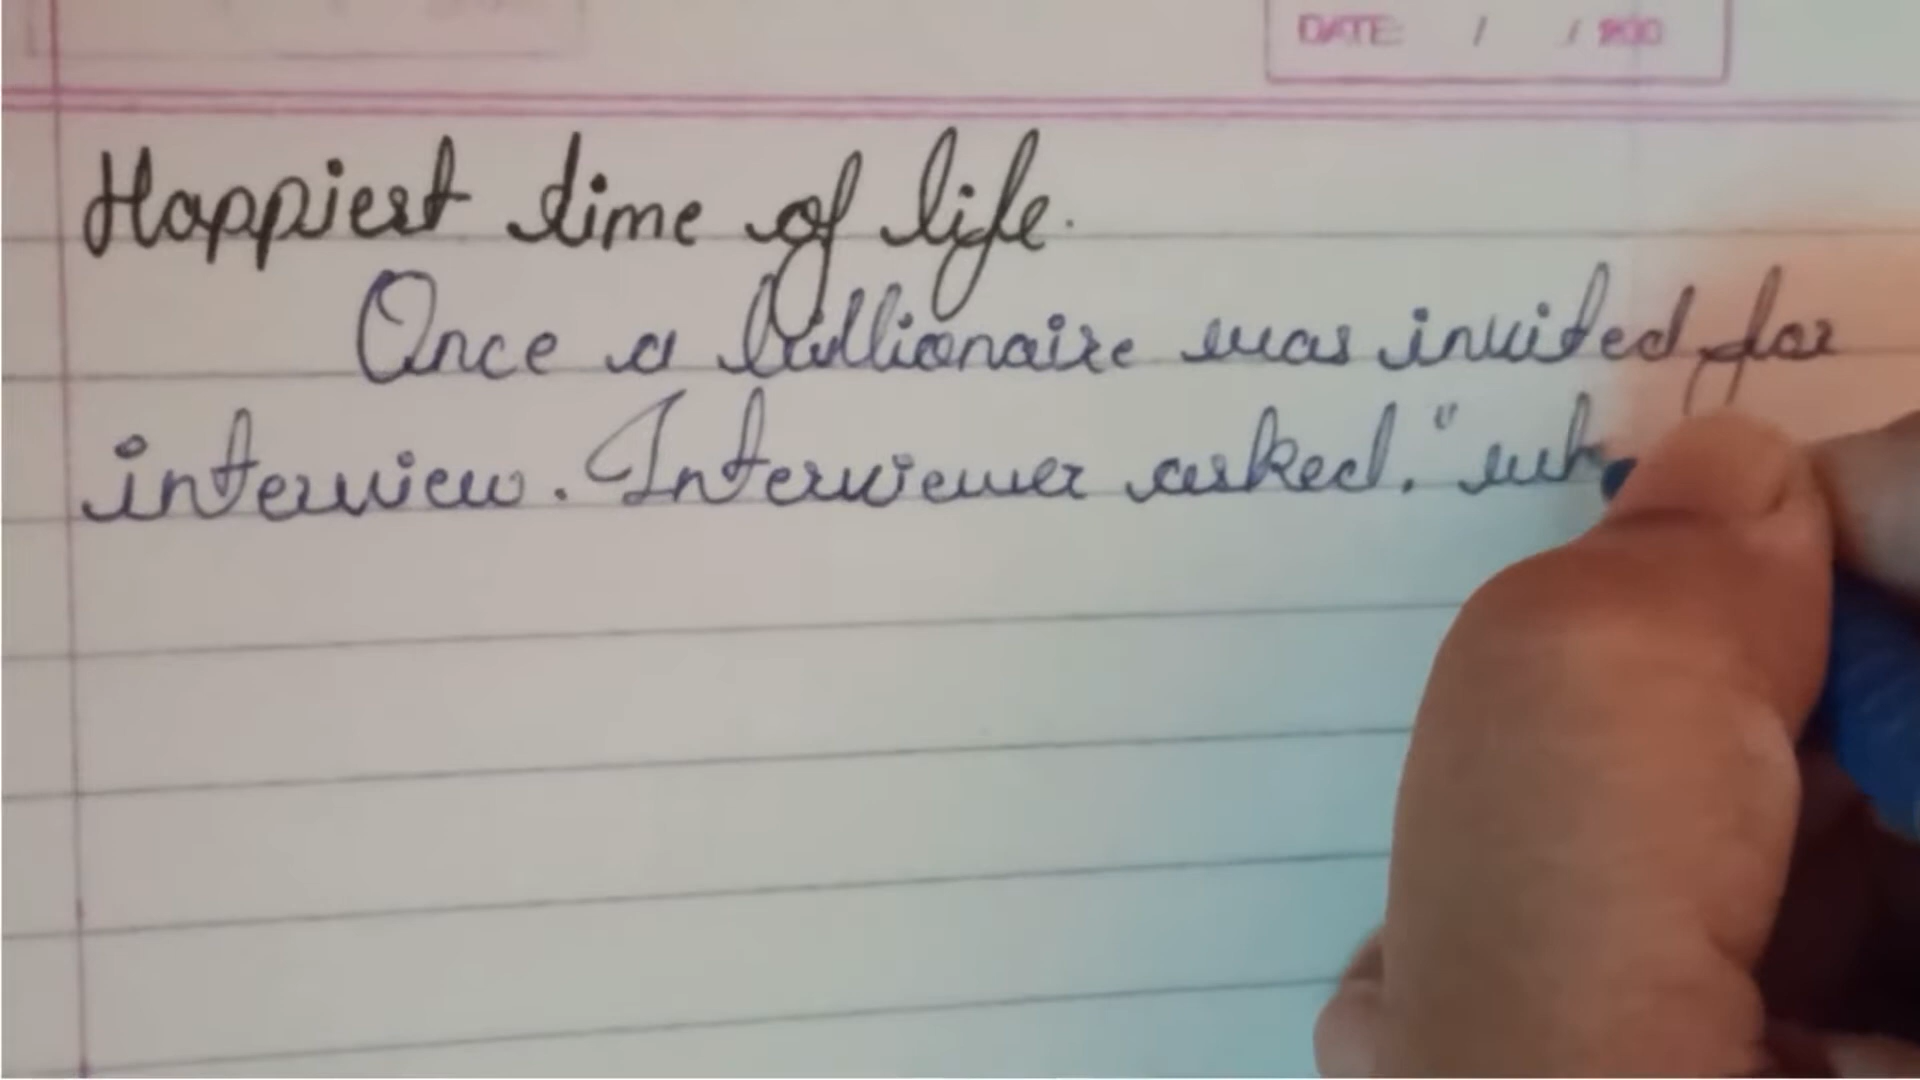 DATE: / /
Happiest time of life.
Once a billionaire was invited for
interview. Interviewer asked. "wh